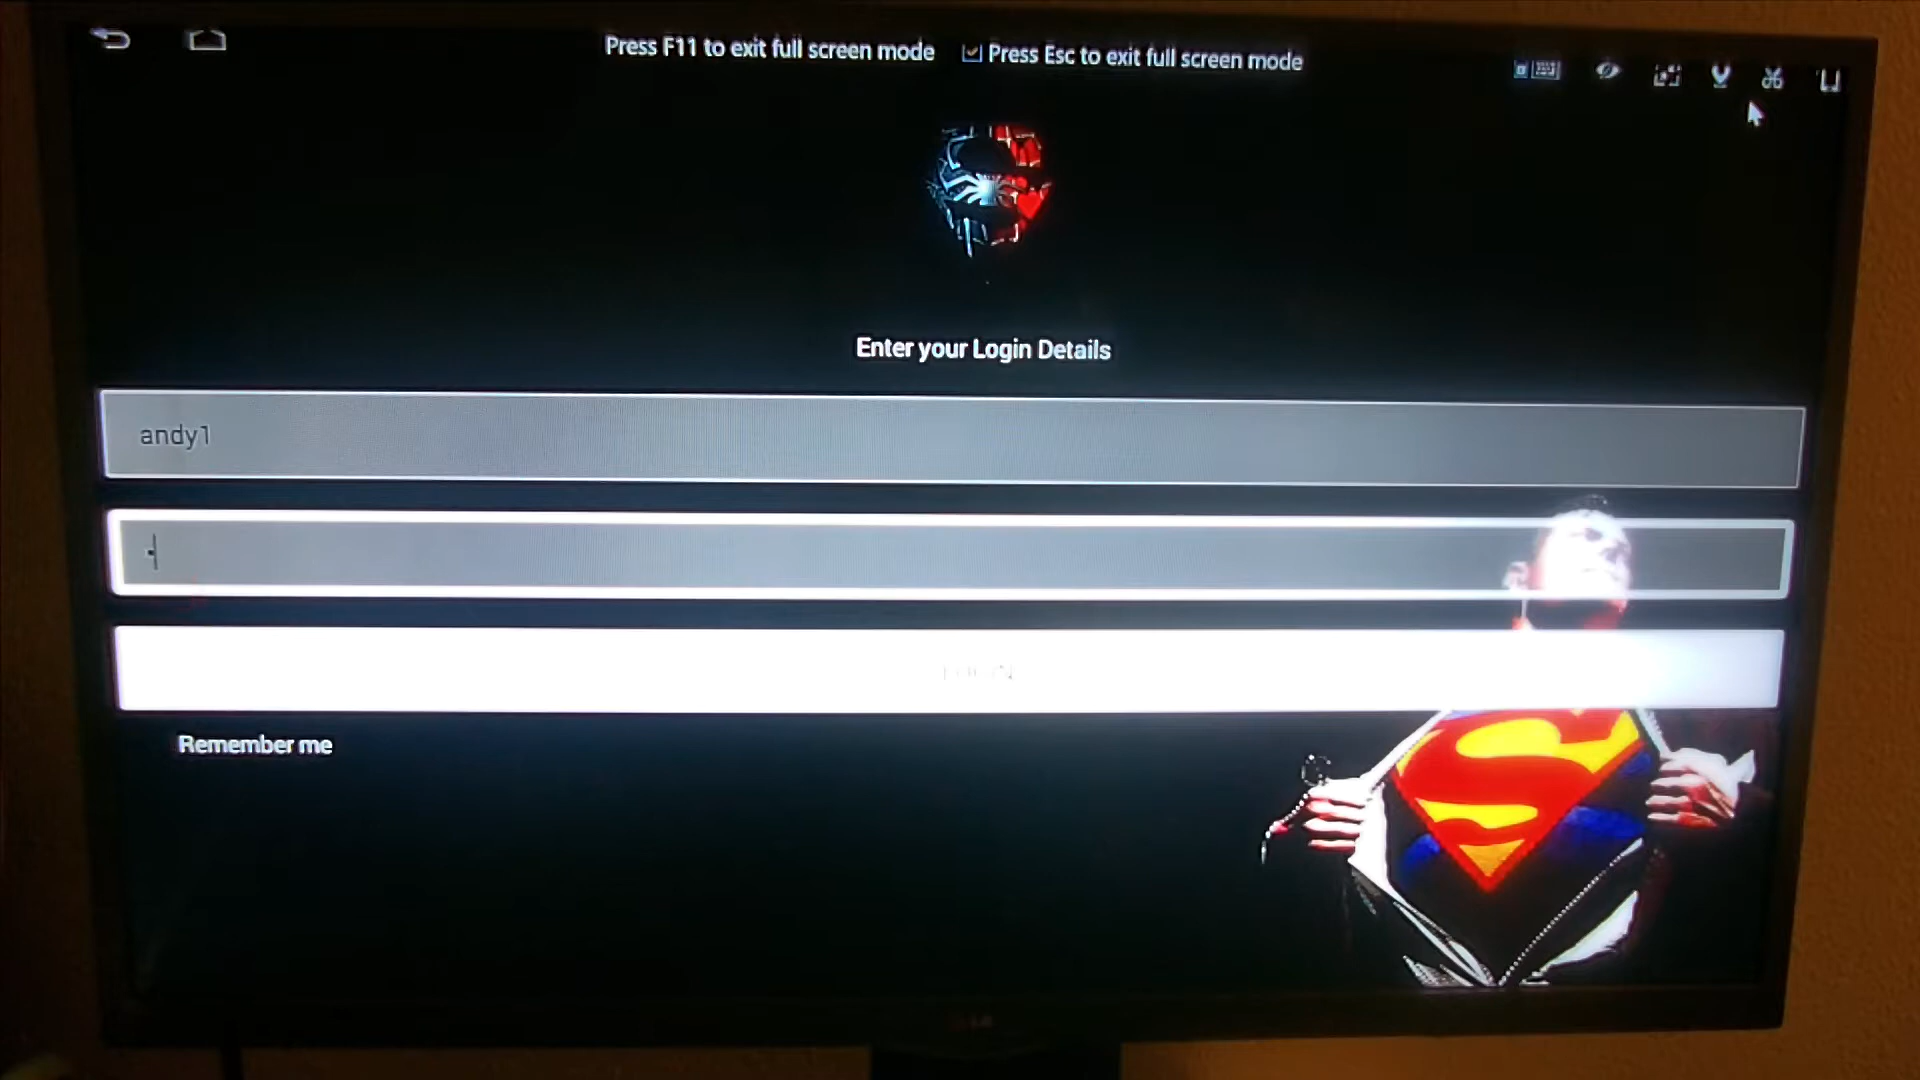 Press F11 to exit full screen mode
Press Esc to exit full screen mode
Enter your Login Details
andy1
LOGIN
Remember me